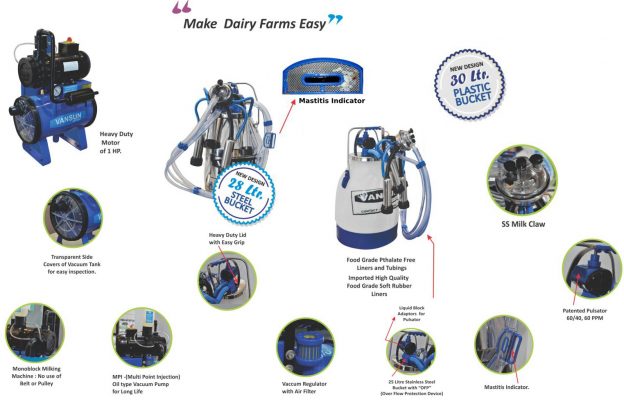 Make Dairy Farms Easy
VANSUN
Heavy Duty
Motor
of 1 HP.
Mastitis Indicator
NEW DESIGN
28 Ltr.
STEEL
BUCKET
NEW DESIGN
30 Ltr.
PLASTIC
BUCKET
VANSUN
SS Milk Claw
Transparent Side
Covers of Vacuum Tank
for easy inspection.
Heavy Duty Lid
with Easy Grip
Food Grade Pthalate Free
Liners and Tubings
Imported High Quality
Food Grade Soft Rubber
Liners
Patented Pulsator
60/40, 60 PPM
Liquid Block
Adaptors for
Pulsator
Monoblock Milking
Machine : No use of
Belt or Pulley
MPI -(Multi Point Injection)
Oil type Vacuum Pump
for Long Life
Vaccum Regulator
with Air Filter
25 Litre Stainless Steel
Bucket with "OFP"
(Over Flow Protection Device)
Mastitis Indicator.